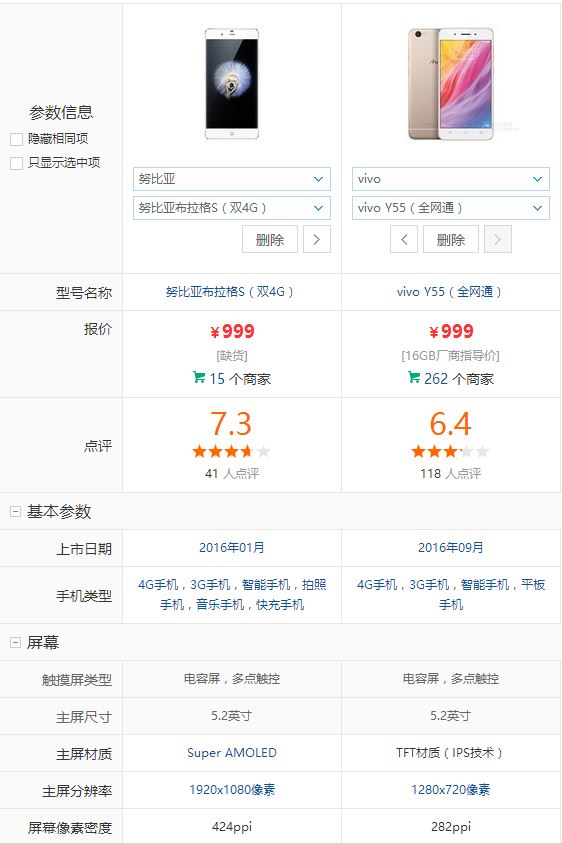 参数信息
隐藏相同项
只显示选中项
努比亚
努比亚布拉格S（双4G）
删除
vivo
vivo Y55（全网通）
删除
型号名称 努比亚布拉格S（双4G） vivo Y55（全网通）
报价 ¥999 ¥999
[缺货] [16GB厂商指导价]
15 个商家 262 个商家
点评 7.3 6.4
41 人点评 118 人点评
基本参数
上市日期 2016年01月 2016年09月
手机类型 4G手机，3G手机，智能手机，拍照
手机，音乐手机，快充手机
4G手机，3G手机，智能手机，平板
手机
屏幕
触摸屏类型 电容屏，多点触控 电容屏，多点触控
主屏尺寸 5.2英寸 5.2英寸
主屏材质 Super AMOLED TFT材质（IPS技术）
主屏分辨率 1920x1080像素 1280x720像素
屏幕像素密度 424ppi 282ppi